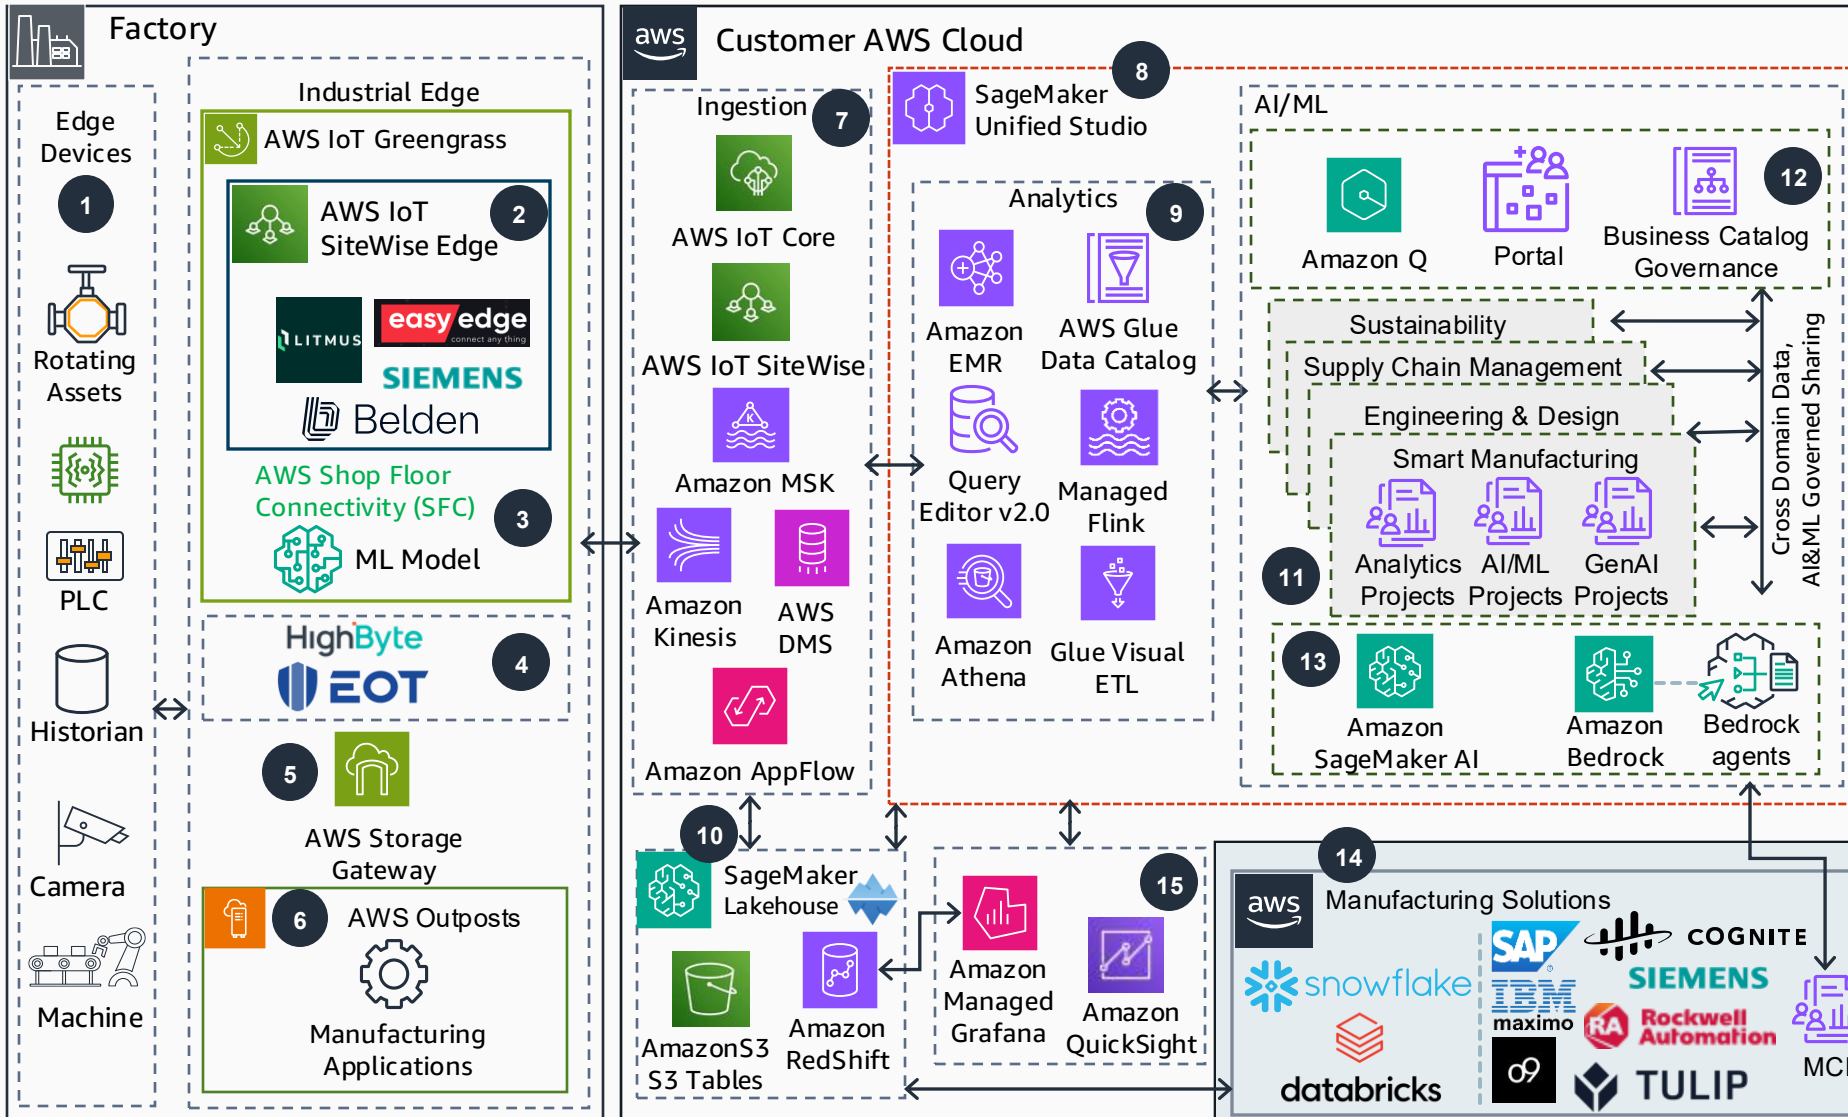 Factory
Edge
Devices
1
Rotating
Assets
PLC
Historian
Camera
Machine
Industrial Edge
AWS IoT Greengrass
AWS IoT
SiteWise Edge
2
LITMUS
easy edge
connect any thing
SIEMENS
Belden
AWS Shop Floor
Connectivity (SFC)
3
ML Model
HighByte
EOT
4
5
AWS Storage
Gateway
6
AWS Outposts
Manufacturing
Applications
aws
Customer AWS Cloud
Ingestion
7
AWS IoT Core
AWS IoT SiteWise
K
Amazon MSK
Amazon
Kinesis
AWS
DMS
Amazon AppFlow
8
SageMaker
Unified Studio
Analytics
9
Amazon
EMR
AWS Glue
Data Catalog
Query
Editor v2.0
Managed
Flink
Amazon
Athena
Glue Visual
ETL
AI/ML
12
Amazon Q
Portal
Business Catalog
Governance
Sustainability
Supply Chain Management
Engineering & Design
Smart Manufacturing
11
Analytics
Projects
AI/ML
Projects
GenAI
Projects
Cross Domain Data,
AI&ML Governed Sharing
13
Amazon
SageMaker AI
Amazon
Bedrock
Bedrock
agents
10
SageMaker
Lakehouse
AmazonS3
S3 Tables
Amazon
RedShift
15
Amazon
Managed
Grafana
Amazon
QuickSight
14
aws
Manufacturing Solutions
snowflake
databricks
SAP
COGNITE
SIEMENS
IBM
maximo
RA
Rockwell
Automation
o9
TULIP